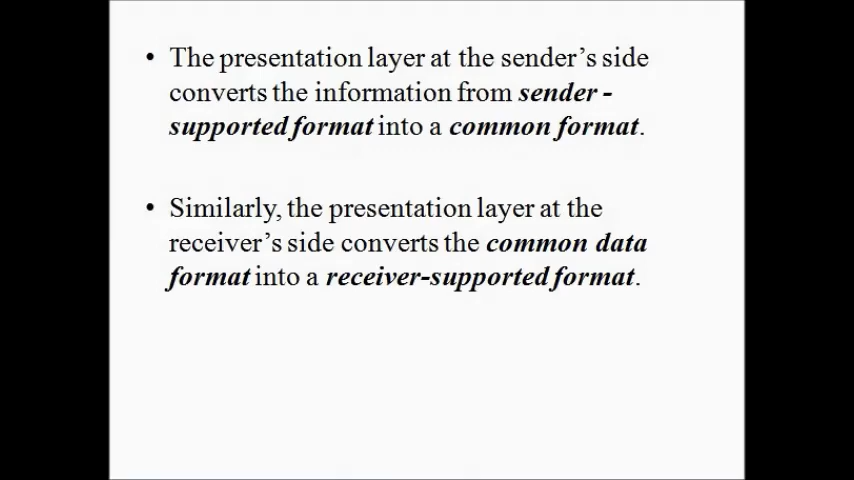 • The presentation layer at the sender's side
converts the information from sender -
supported format into a common format.
• Similarly, the presentation layer at the
receiver's side converts the common data
format into a receiver-supported format.